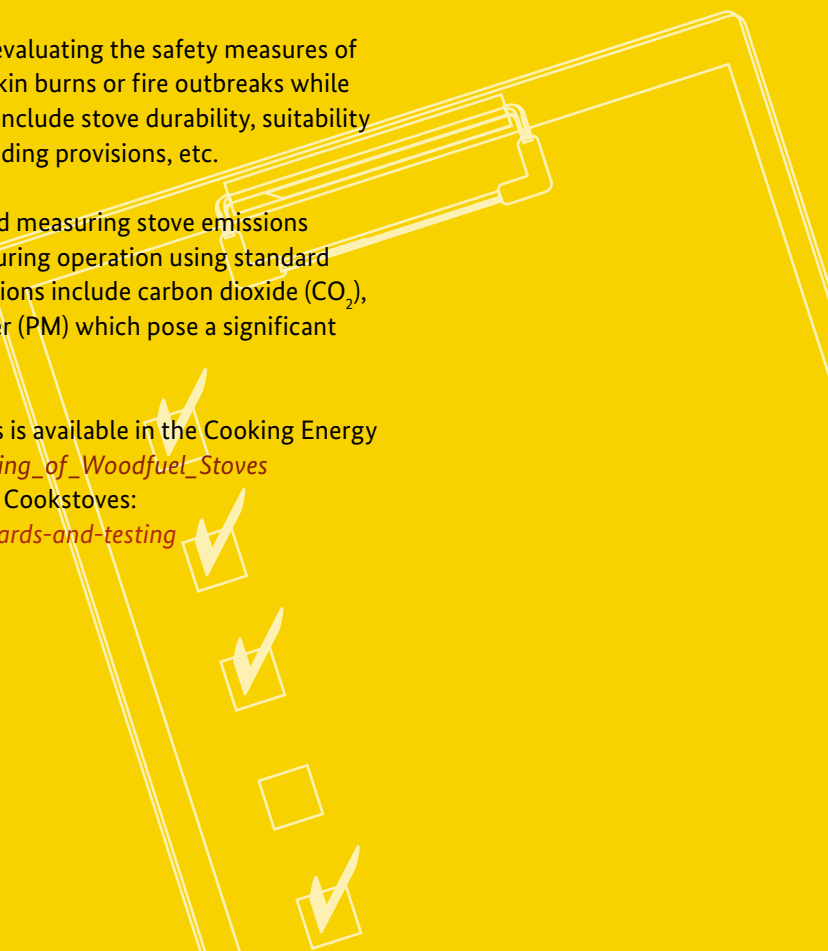 evaluating the safety measures of
kin burns or fire outbreaks while
nclude stove durability, suitability
ding provisions, etc.
d measuring stove emissions
uring operation using standard
ions include carbon dioxide (CO₂),
er (PM) which pose a significant
s is available in the Cooking Energy
ing_of_Woodfuel_Stoves
Cookstoves:
ards-and-testing